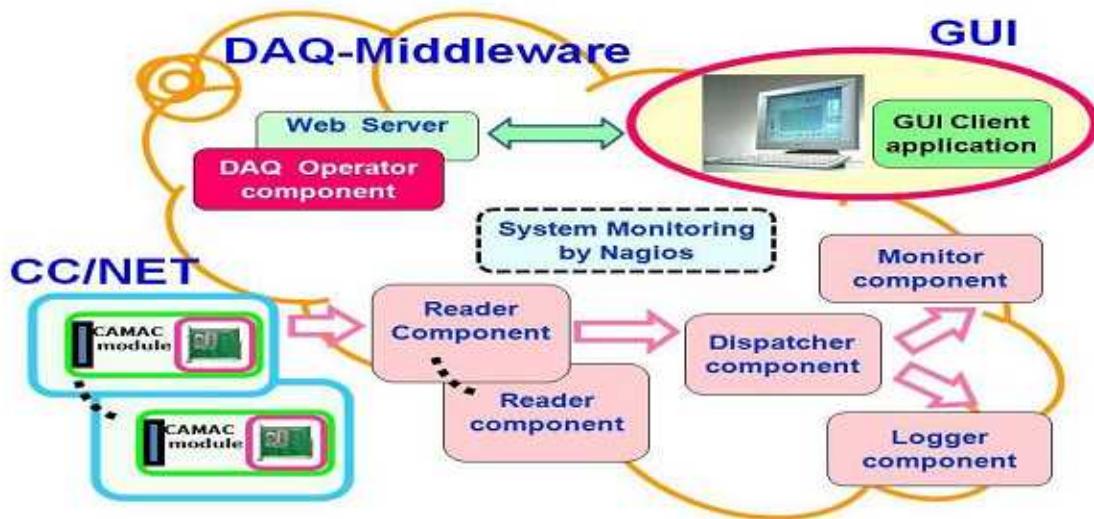 DAQ-Middleware
GUI
Web Server
DAQ Operator
component
GUI Client
application
System Monitoring
by Nagios
Monitor
component
CC/NET
CAMAC
module
CAMAC
module
Reader
Component
Reader
component
Dispatcher
component
Logger
component